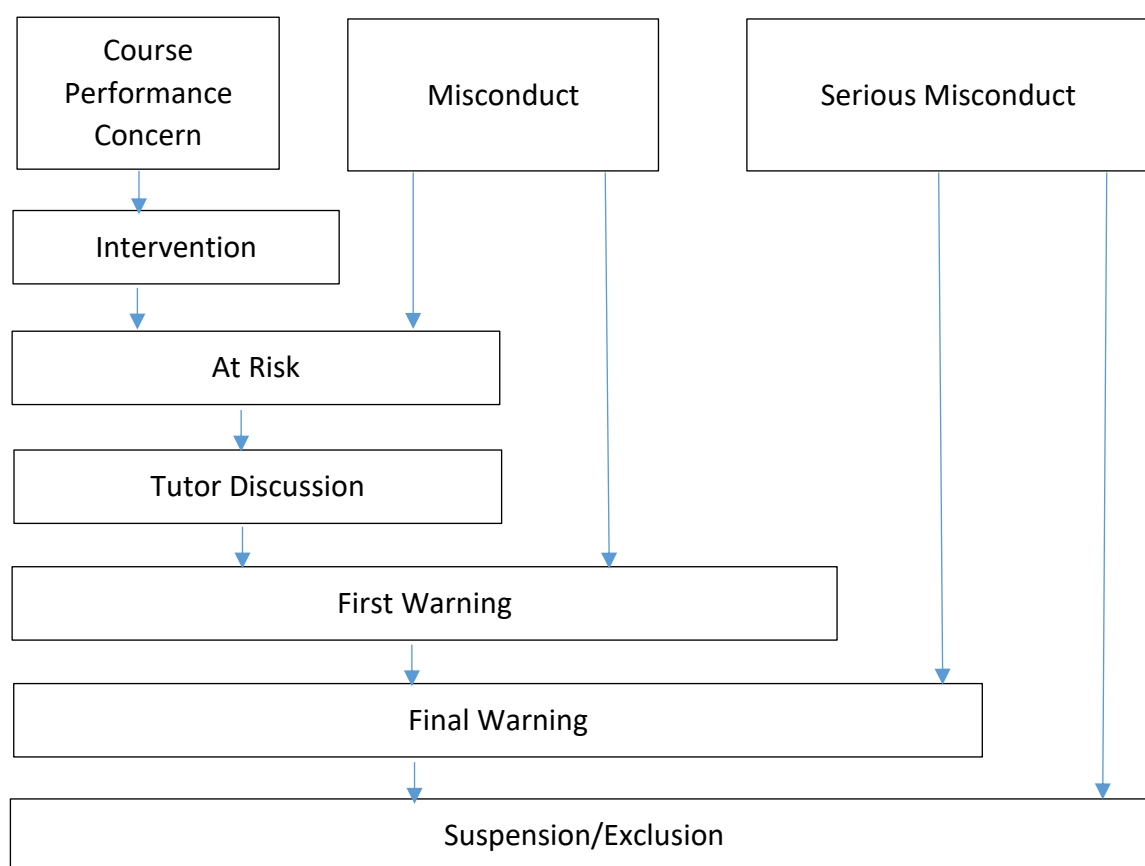 Course
Performance
Concern
Misconduct
Serious Misconduct
Intervention
At Risk
Tutor Discussion
First Warning
Final Warning
Suspension/Exclusion